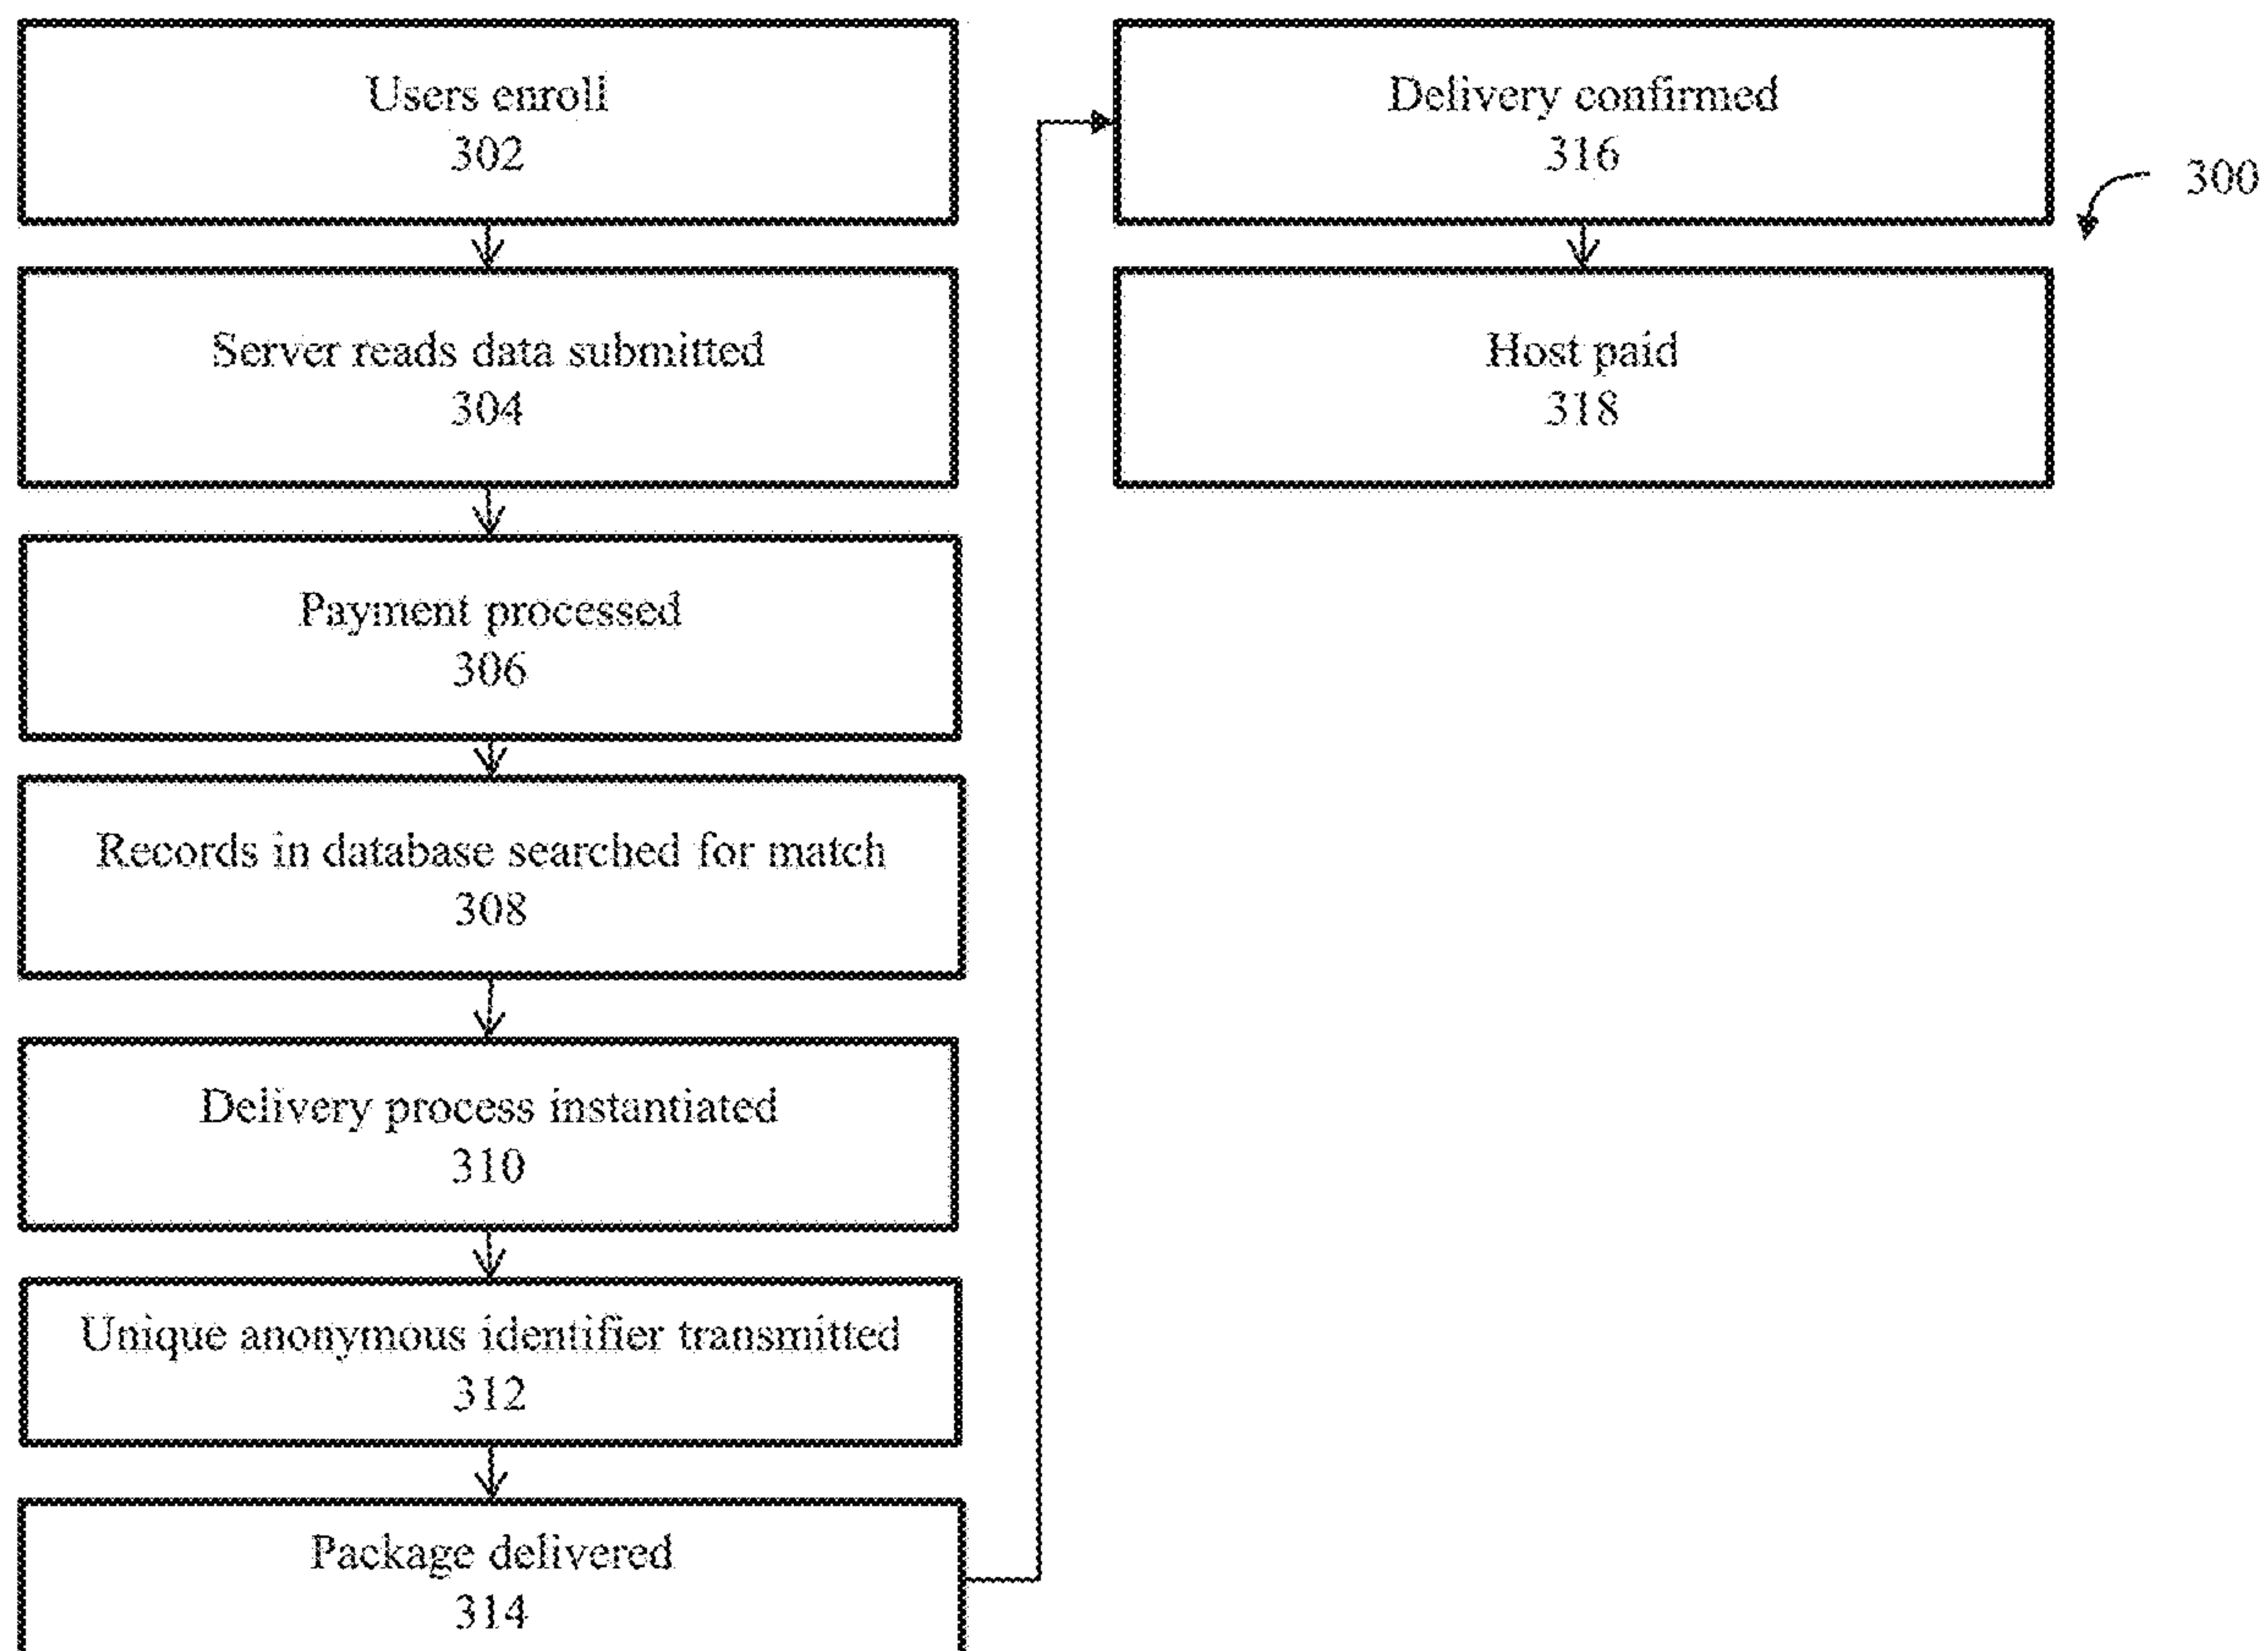 Users enroll
302
Server reads data submitted
304
Payment processed
306
Records in database searched for match
308
Delivery process instantiated
310
Unique anonymous identifier transmitted
312
Package delivered
314
Delivery confirmed
316
Host paid
318
300